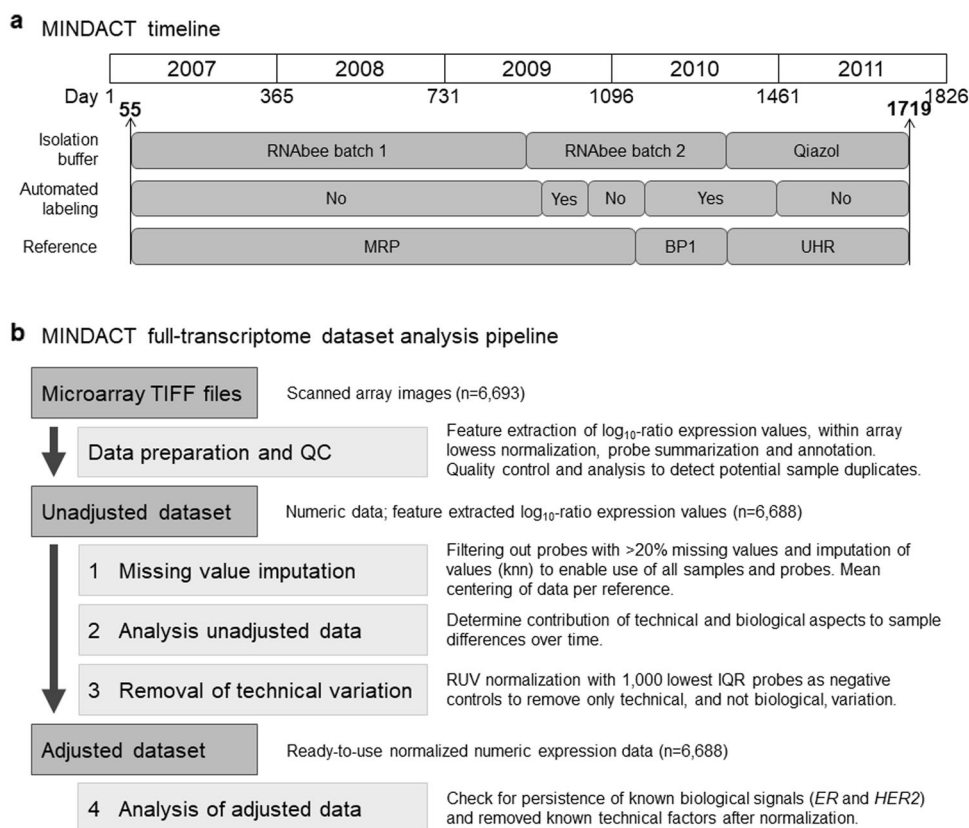 a MINDACT timeline
2007 2008 2009 2010 2011
Day 1 365 731 1096 1461 1826
55 1719
Isolation
buffer
RNAbee batch 1 RNAbee batch 2 Qiazol
Automated
labeling
No Yes No Yes No
Reference MRP BP1 UHR
b MINDACT full-transcriptome dataset analysis pipeline
Microarray TIFF files Scanned array images (n=6,693)
Data preparation and QC
Feature extraction of log10-ratio expression values, within array
lowest normalization, probe summarization and annotation.
Quality control and analysis to detect potential sample duplicates.
Unadjusted dataset Numeric data; feature extracted log10-ratio expression values (n=6,688)
1 Missing value imputation
Filtering out probes with >20% missing values and imputation of
values (knn) to enable use of all samples and probes. Mean
centering of data per reference.
2 Analysis unadjusted data
Determine contribution of technical and biological aspects to sample
differences over time.
3 Removal of technical variation
RUV normalization with 1,000 lowest IQR probes as negative
controls to remove only technical, and not biological, variation.
Adjusted dataset Ready-to-use normalized numeric expression data (n=6,688)
4 Analysis of adjusted data
Check for persistence of known biological signals (ER and HER2)
and removed known technical factors after normalization.